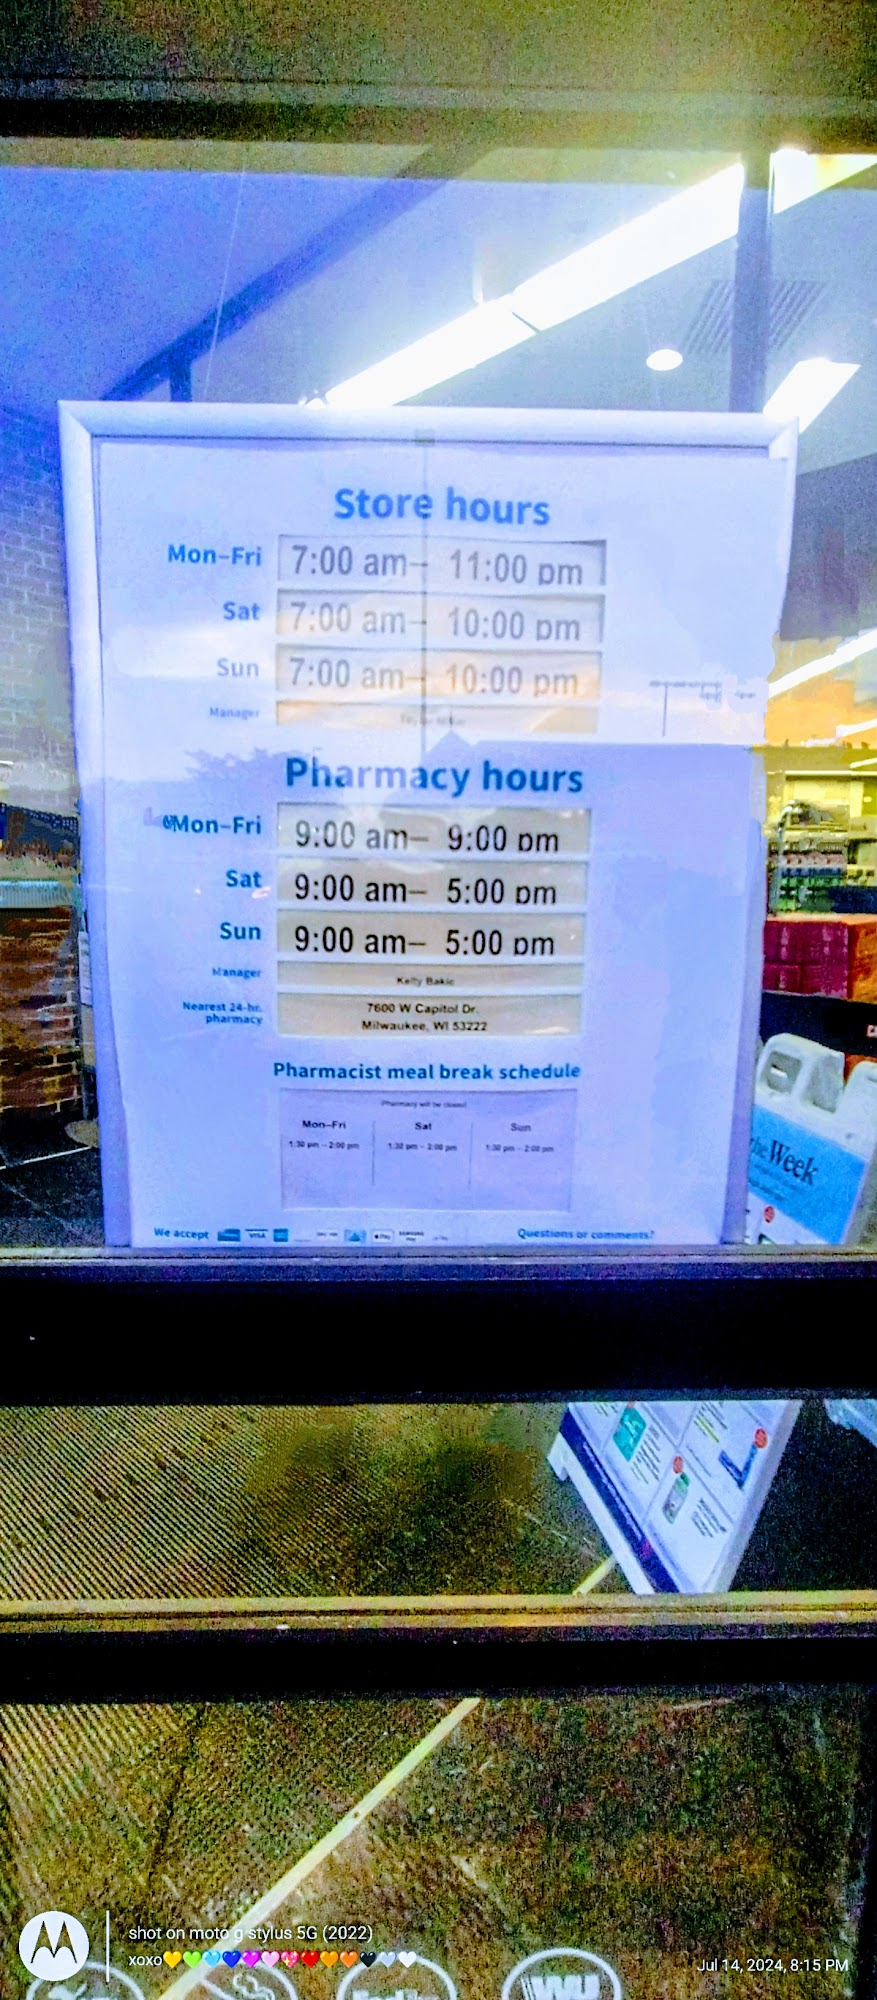 Store hours
Mon–Fri 7:00 am– 11:00 pm
Sat 7:00 am– 10:00 pm
Sun 7:00 am– 10:00 pm
Manager
Pharmacy hours
Mon–Fri 9:00 am– 9:00 pm
Sat 9:00 am– 5:00 pm
Sun 9:00 am– 5:00 pm
Manager Kelly Bakic
Nearest 24-hr. pharmacy 7600 W Capitol Dr.
Milwaukee, WI 53222
Pharmacist meal break schedule
Pharmacy will be closed
Mon–Fri Sat Sun
1:30 pm – 2:00 pm 1:30 pm – 2:00 pm 1:30 pm – 2:00 pm
We accept VISA Pay Questions or comments?
the Week
shot on moto g stylus 5G (2022)
xoxo💛💚🩵💙💜🩷💖❤️🧡🧡🖤🩶🤍
Jul 14, 2024, 8:15 PM
WU